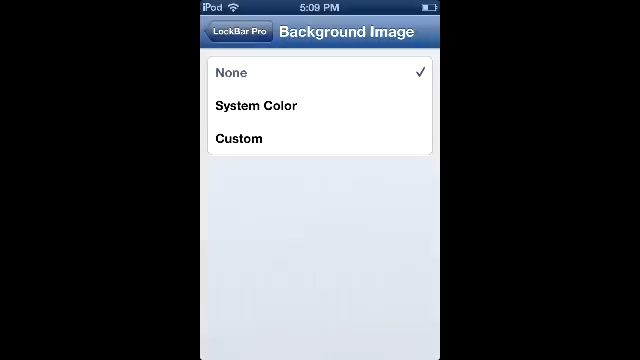 iPod 5:09 PM
LockBar Pro Background Image
None
System Color
Custom